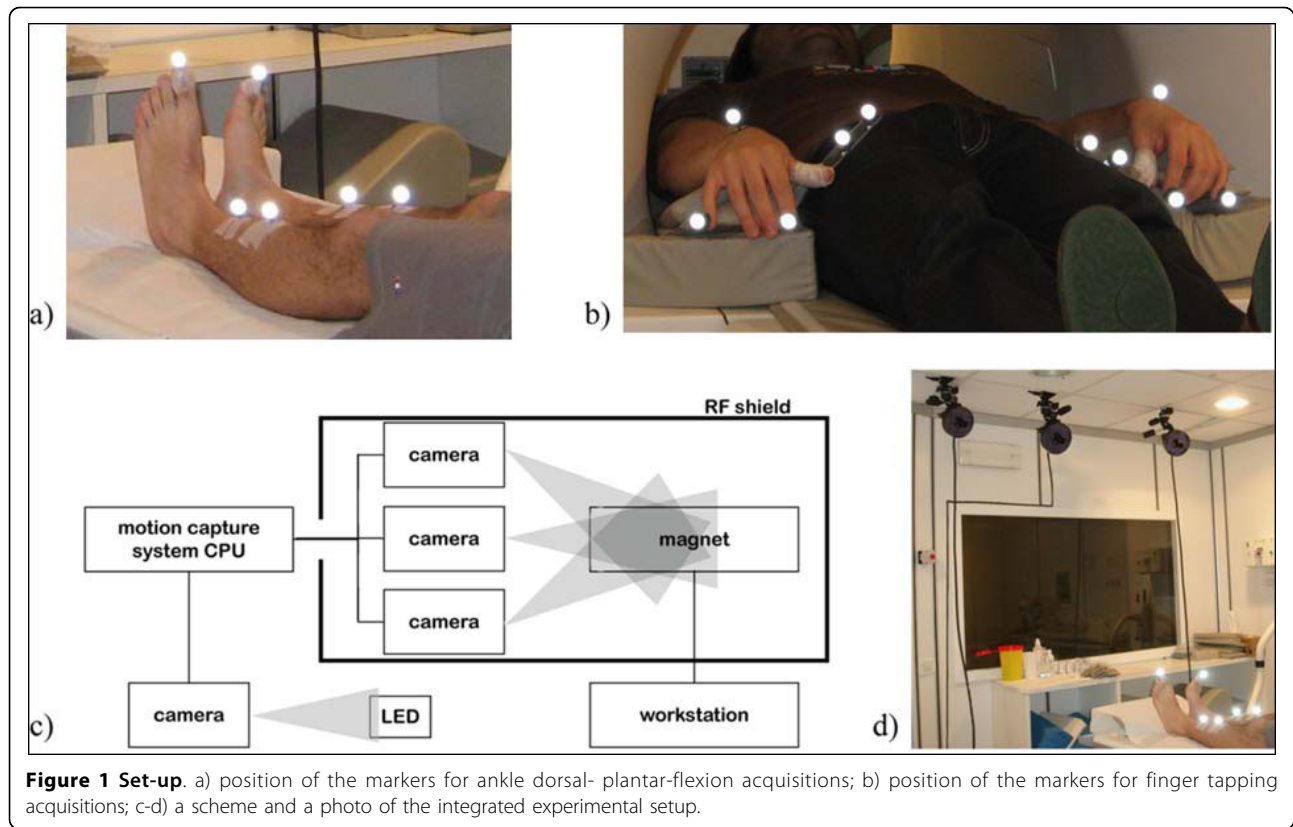 a)
b)
RF shield
camera
motion capture
system CPU
camera
magnet
camera
camera
LED
workstation
c)
d)
Figure 1 Set-up. a) position of the markers for ankle dorsal- plantar-flexion acquisitions; b) position of the markers for finger tapping
acquisitions; c-d) a scheme and a photo of the integrated experimental setup.